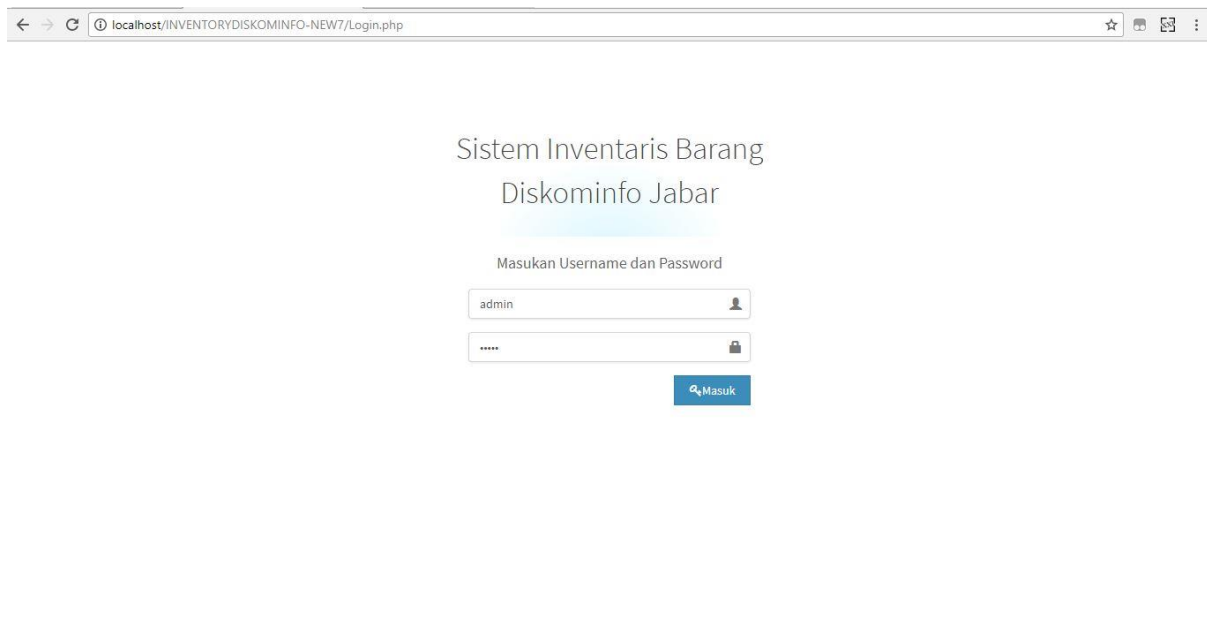 localhost/INVENTORYDISKOMINFO-NEW7/Login.php
Sistem Inventaris Barang
Diskominfo Jabar
Masukan Username dan Password
admin
•••••
Masuk